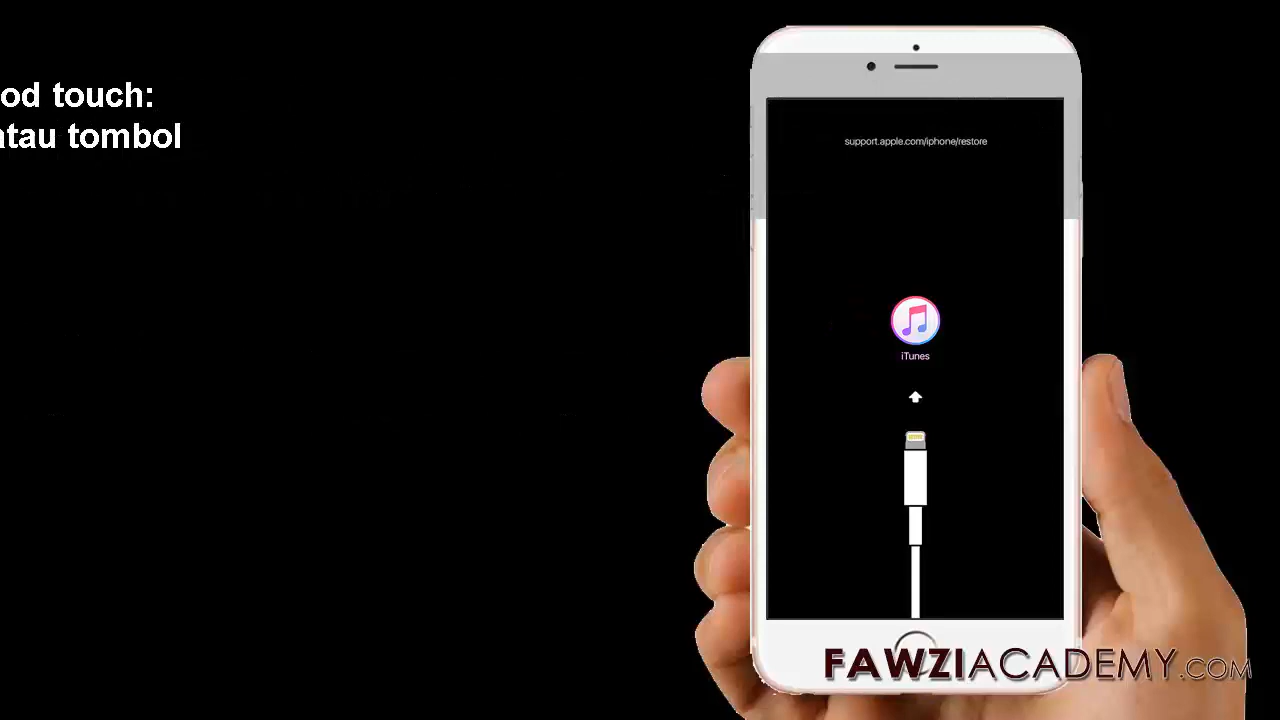 od touch:
atau tombol
support.apple.com/iphone/restore
iTunes
FAWZIACADEMY.COM